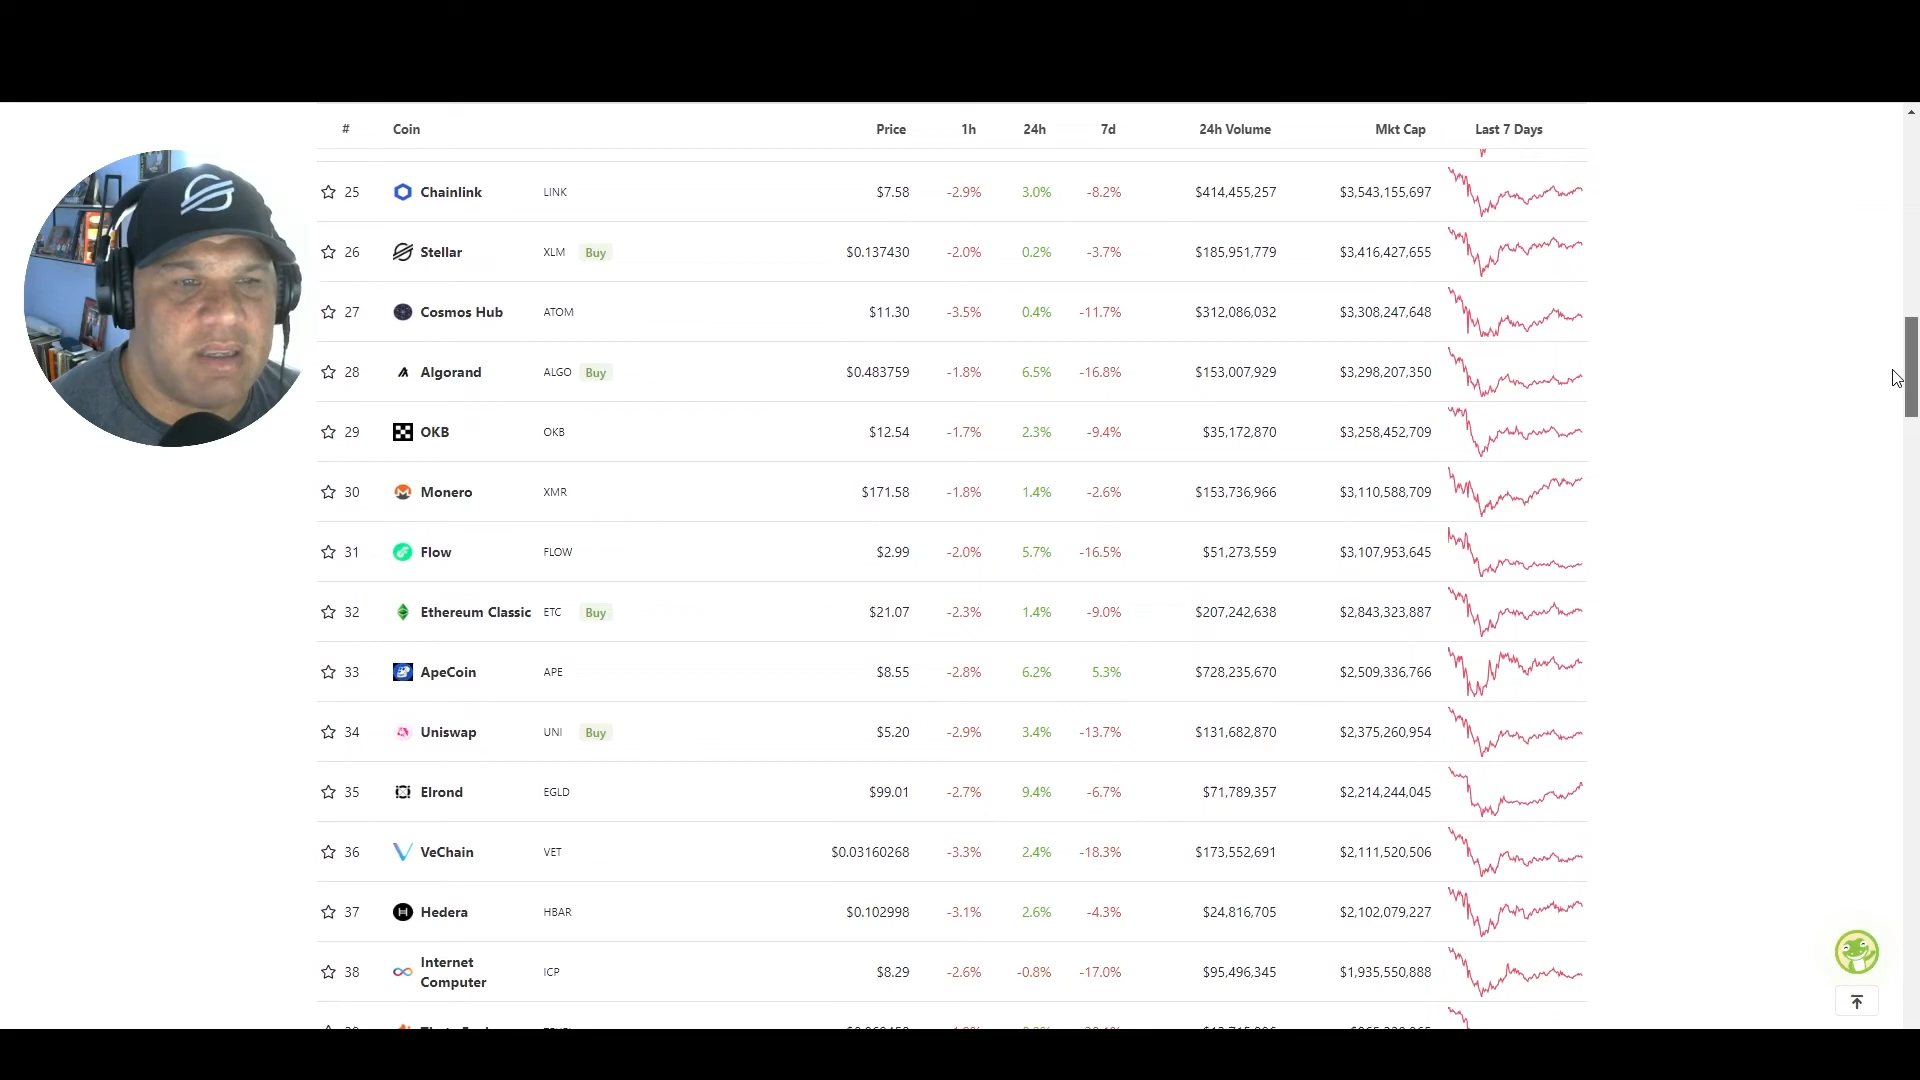 # Coin Price 1h 24h 7d 24h Volume Mkt Cap Last 7 Days
25 Chainlink LINK $7.58 -2.9% 3.0% -8.2% $414,455,257 $3,543,155,697
26 Stellar XLM Buy $0.137430 -2.0% 0.2% -3.7% $185,951,779 $3,416,427,655
27 Cosmos Hub ATOM $11.30 -3.5% 0.4% -11.7% $312,086,032 $3,308,247,648
28 Algorand ALGO Buy $0.483759 -1.8% 6.5% -16.8% $153,007,929 $3,298,207,350
29 OKB OKB $12.54 -1.7% 2.3% -9.4% $35,172,870 $3,258,452,709
30 Monero XMR $171.58 -1.8% 1.4% -2.6% $153,736,966 $3,110,588,709
31 Flow FLOW $2.99 -2.0% 5.7% -16.5% $51,273,559 $3,107,953,645
32 Ethereum Classic ETC Buy $21.07 -2.3% 1.4% -9.0% $207,242,638 $2,843,323,887
33 ApeCoin APE $8.55 -2.8% 6.2% 5.3% $728,235,670 $2,509,336,766
34 Uniswap UNI Buy $5.20 -2.9% 3.4% -13.7% $131,682,870 $2,375,260,954
35 Elrond EGLD $99.01 -2.7% 9.4% -6.7% $71,789,357 $2,214,244,045
36 VeChain VET $0.03160268 -3.3% 2.4% -18.3% $173,552,691 $2,111,520,506
37 Hedera HBAR $0.102998 -3.1% 2.6% -4.3% $24,816,705 $2,102,079,227
38 Internet Computer ICP $8.29 -2.6% -0.8% -17.0% $95,496,345 $1,935,550,888